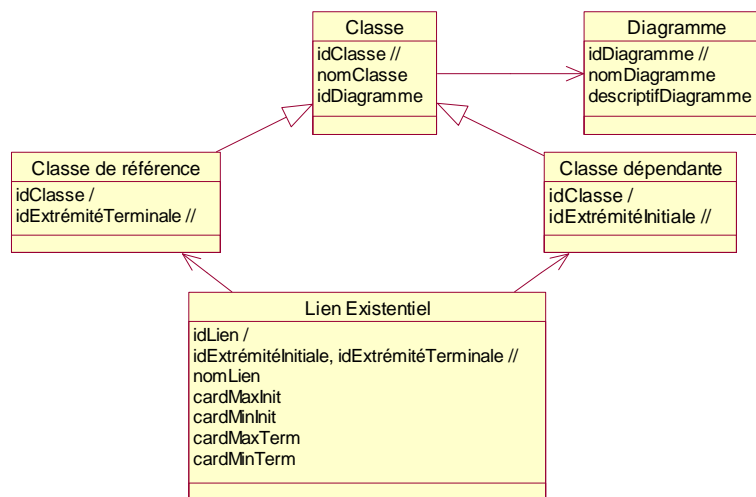 Classe
idClasse //
nomClasse
idDiagramme
Diagramme
idDiagramme //
nomDiagramme
descriptifDiagramme
Classe de référence
idClasse /
idExtrémitéTerminale //
Classe dépendante
idClasse /
idExtrémitéInitiale //
Lien Existentiel
idLien /
idExtrémitéInitiale, idExtrémitéTerminale //
nomLien
cardMaxInit
cardMinInit
cardMaxTerm
cardMinTerm